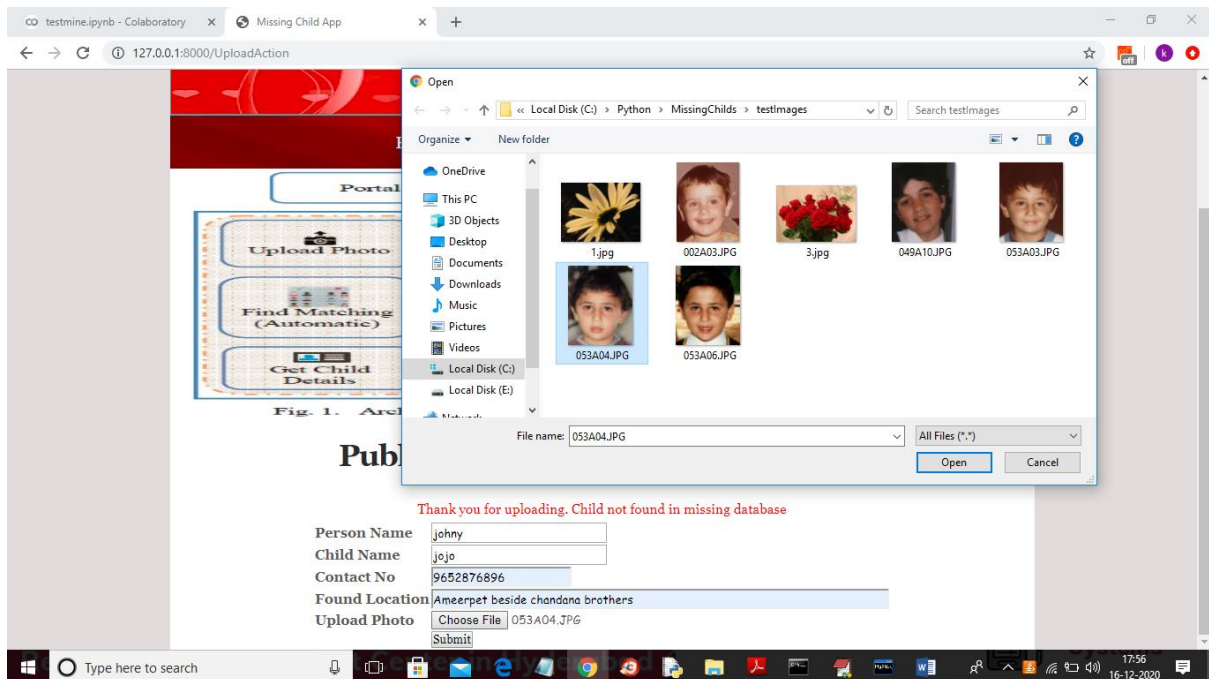 testmine.ipynb - Colaboratory
Missing Child App
127.0.0.1:8000/UploadAction
off
k
Open
« Local Disk (C:) › Python › MissingChilds › testImages
Search testImages
Organize
New folder
OneDrive
This PC
3D Objects
Desktop
Documents
Downloads
Music
Pictures
Videos
Local Disk (C:)
Local Disk (E:)
Network
1.jpg
002A03.JPG
3.jpg
049A10.JPG
053A03.JPG
053A04.JPG
053A06.JPG
File name: 053A04.JPG
All Files (*.*)
Open
Cancel
Portal
Upload Photo
Find Matching
(Automatic)
Get Child
Details
Fig. 1. Arc
Publ
Thank you for uploading. Child not found in missing database
Person Name johny
Child Name jojo
Contact No 9652876896
Found Location Ameerpet beside chandana brothers
Upload Photo Choose File 053A04.JPG
Submit
Type here to search
17:56
16-12-2020